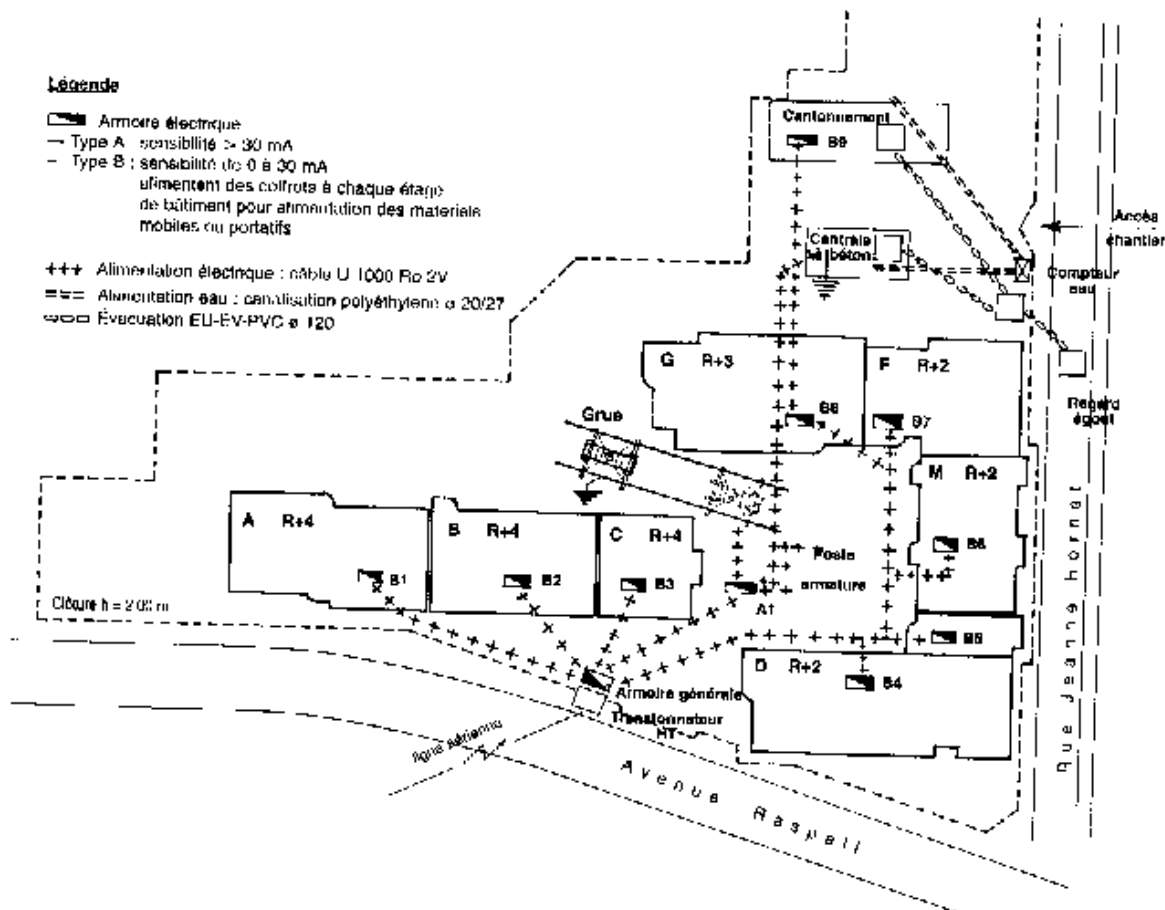 Légende
Armoire électrique
Type A : sensibilité > 30 mA
Type B : sensibilité de 0 à 30 mA
alimentent des coffrets à chaque étage
de bâtiment pour alimentation des materiels
mobiles ou portatifs
+++ Alimentation électrique : câble U 1000 Ro 2V
Alimentation eau : canalisation polyéthylene ø 20/27
Évacuation EU-EV-PVC ø 120
Cantonnement
B9
Centrale
à béton
Accès
chantier
Compteur
eau
G R+3
F R+2
B8
B7
Regard
égout
Grue
M R+2
A R+4
B R+4
C R+4
B6
Poste
armature
B1
B2
B3
A1
Clôture h = 2.00 m
B5
D R+2
B4
Armoire générale
Transformateur
HT
ligne aérienne
Avenue Raspail
Rue Jeanne hornet